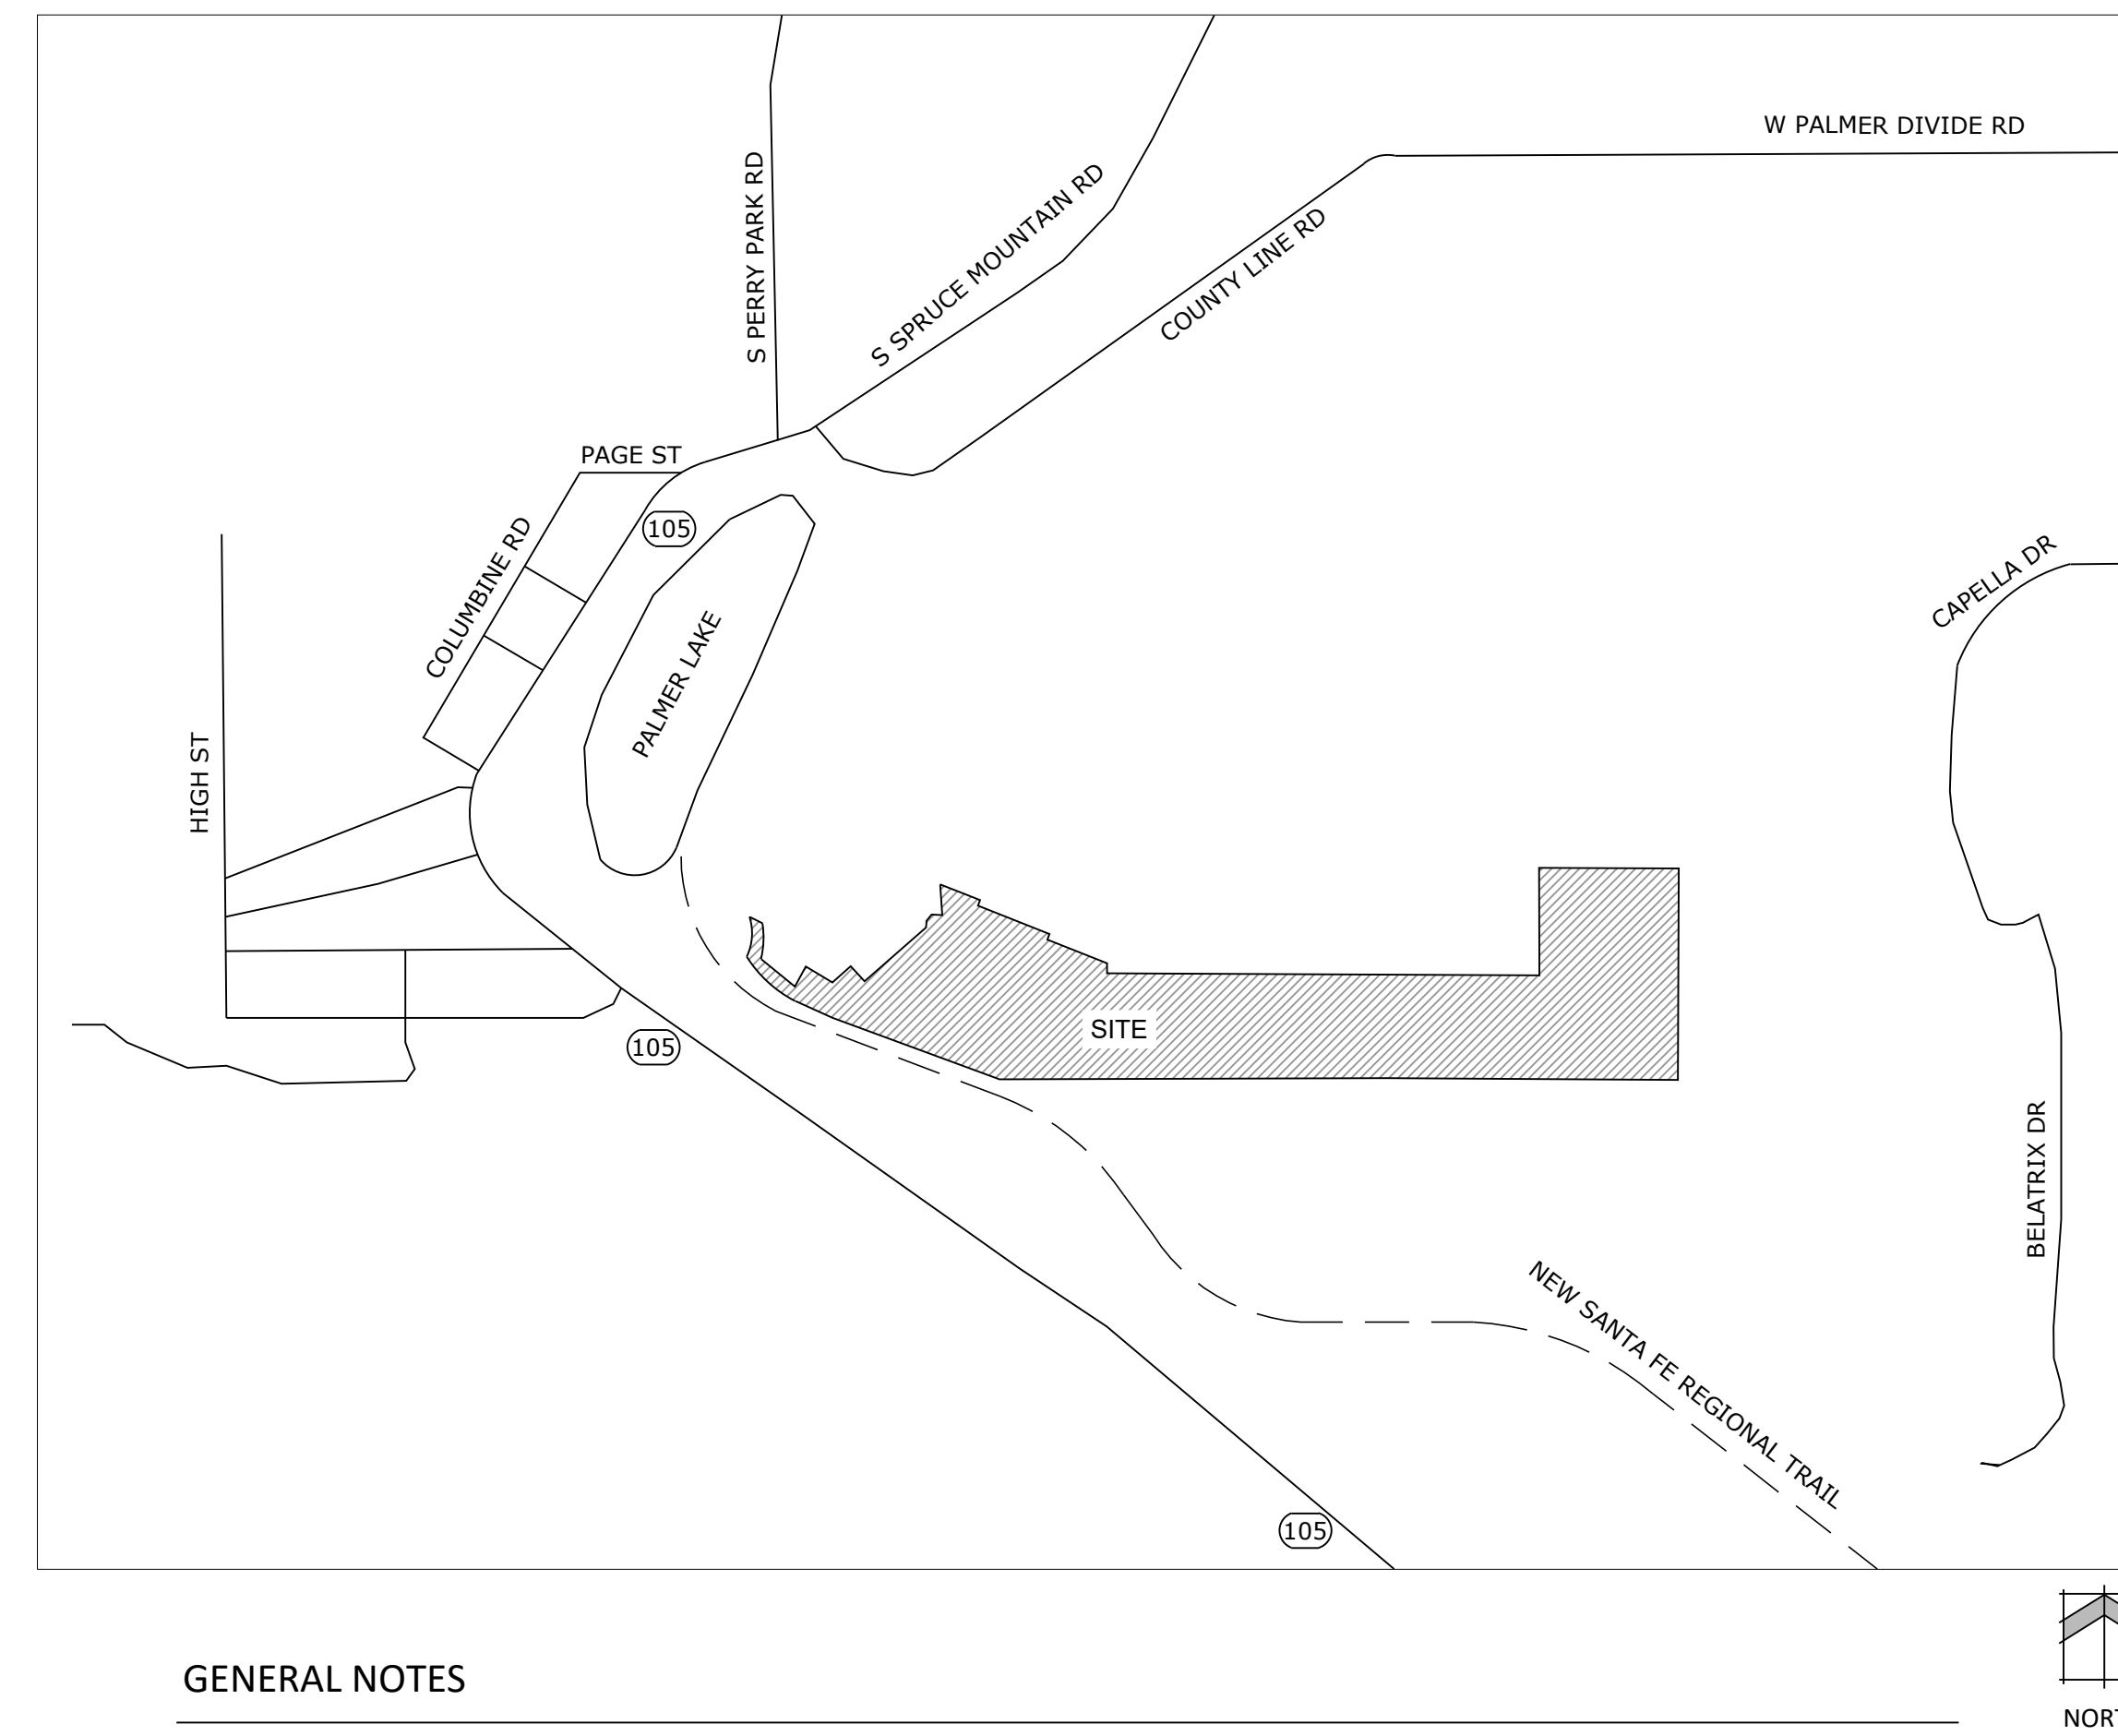 W PALMER DIVIDE RD
S PERRY PARK RD
S SPRUCE MOUNTAIN RD
COUNTY LINE RD
PAGE ST
105
COLUMBINE RD
CAPELLA DR
PALMER LAKE
HIGH ST
SITE
105
BELATRIX DR
NEW SANTA FE REGIONAL TRAIL
105
GENERAL NOTES